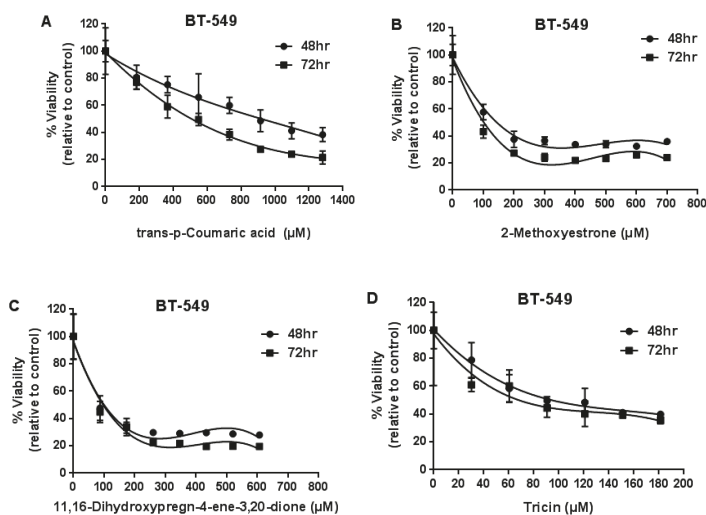 A
BT-549
48hr
72hr
120
100
80
60
40
20
0
% Viability
(relative to control)
0 200 400 600 800 1000 1200 1400
trans-p-Coumaric acid (µM)
B
BT-549
48hr
72hr
120
100
80
60
40
20
0
% Viability
(relative to control)
0 100 200 300 400 500 600 700 800
2-Methoxyestrone (µM)
C
BT-549
48hr
72hr
120
100
80
60
40
20
0
% Viability
(relative to control)
0 100 200 300 400 500 600 700 800
11,16-Dihydroxypregn-4-ene-3,20-dione (µM)
D
BT-549
48hr
72hr
120
100
80
60
40
20
0
% Viability
(relative to control)
0 20 40 60 80 100 120 140 160 180 200
Tricin (µM)